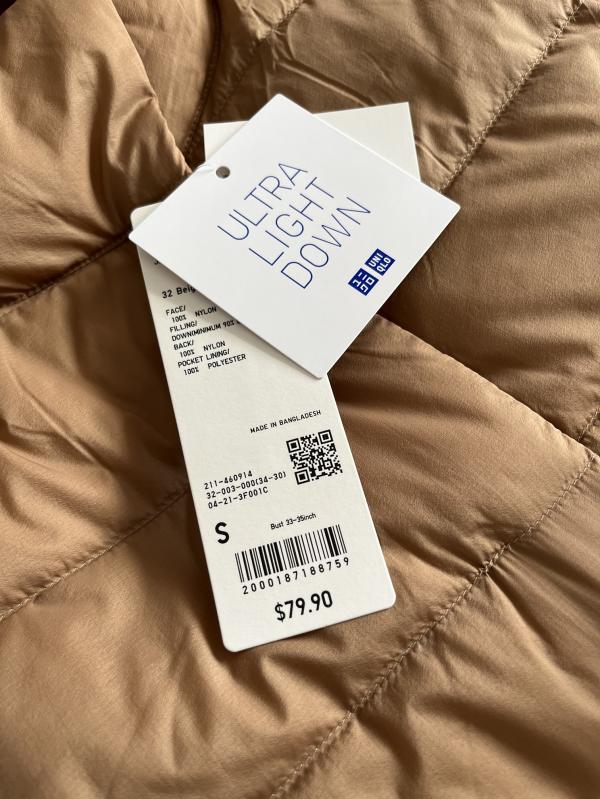 ULTRA
LIGHT
DOWN
UNI
QLO
32
FACE/
100% NYLON
FILLING/
DOWN(MINIMUM 90%
BACK/
100% NYLON
POCKET LINING/
100% POLYESTER
MADE IN BANGLADESH
211-460914
32-003-000(34-30)
04-21-3F001C
S
Bust 33-35inch
2000187188759
$79.90